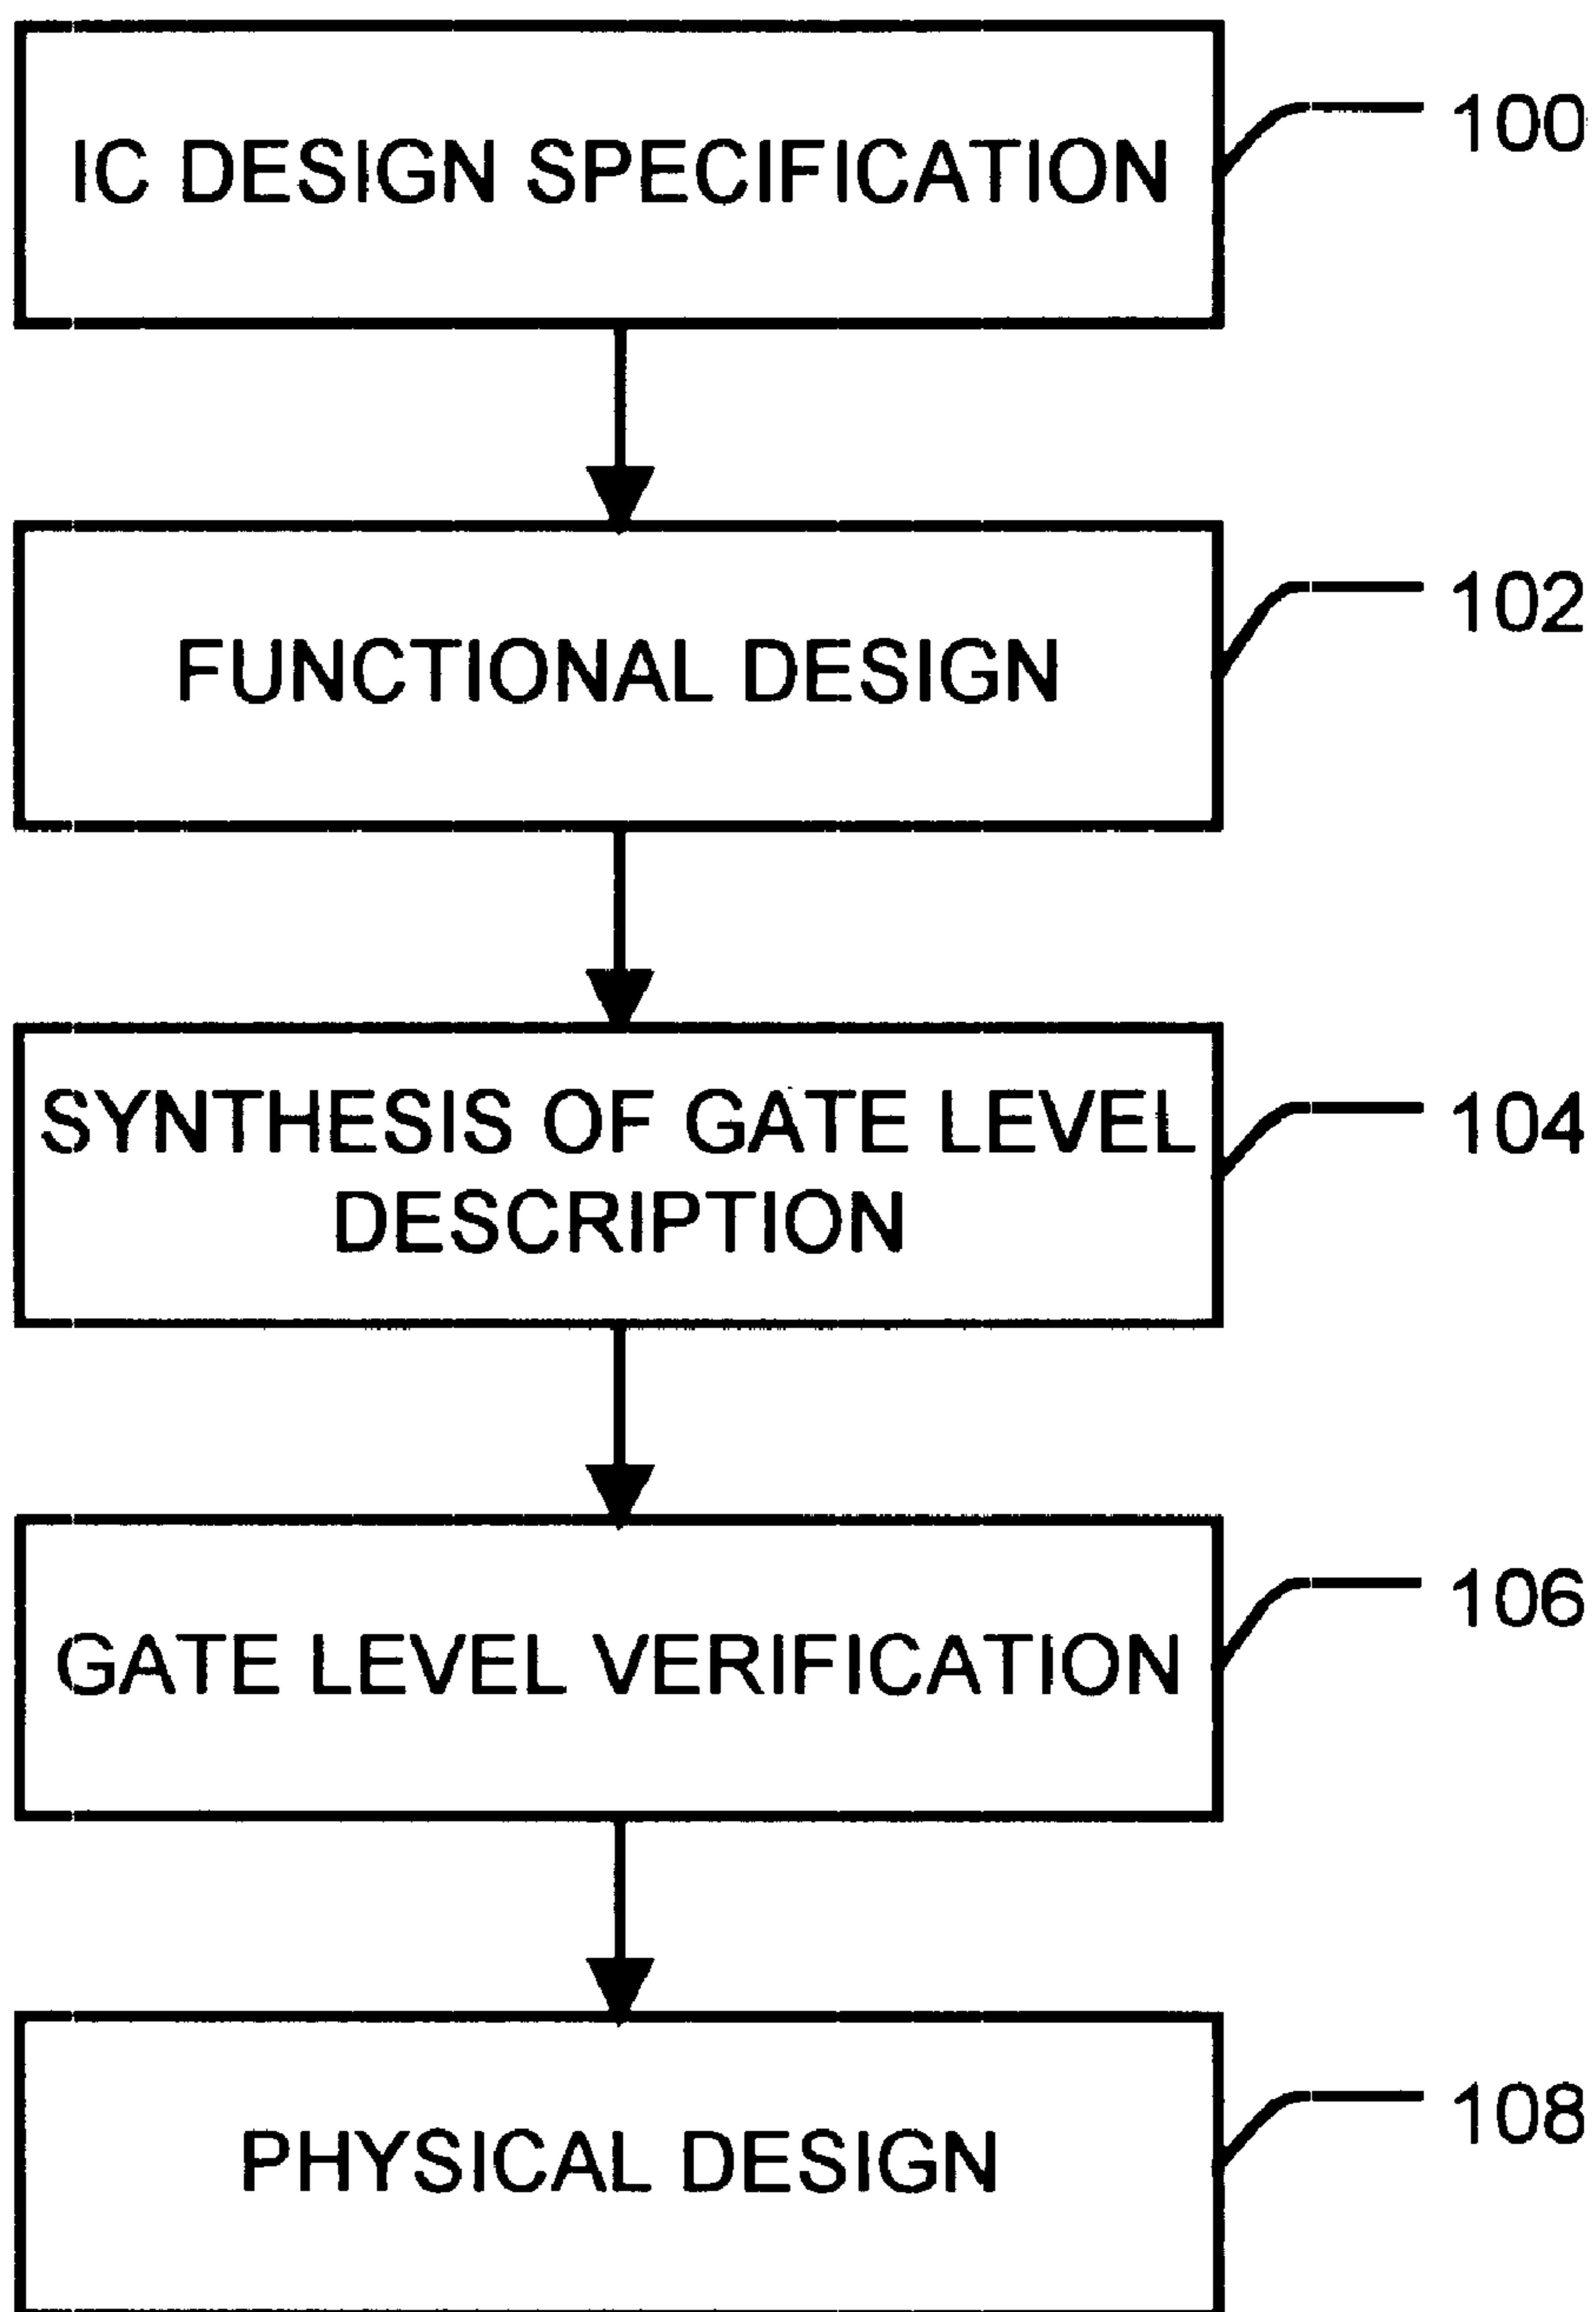 IC DESIGN SPECIFICATION
100
FUNCTIONAL DESIGN
102
SYNTHESIS OF GATE LEVEL
DESCRIPTION
104
GATE LEVEL VERIFICATION
106
PHYSICAL DESIGN
108